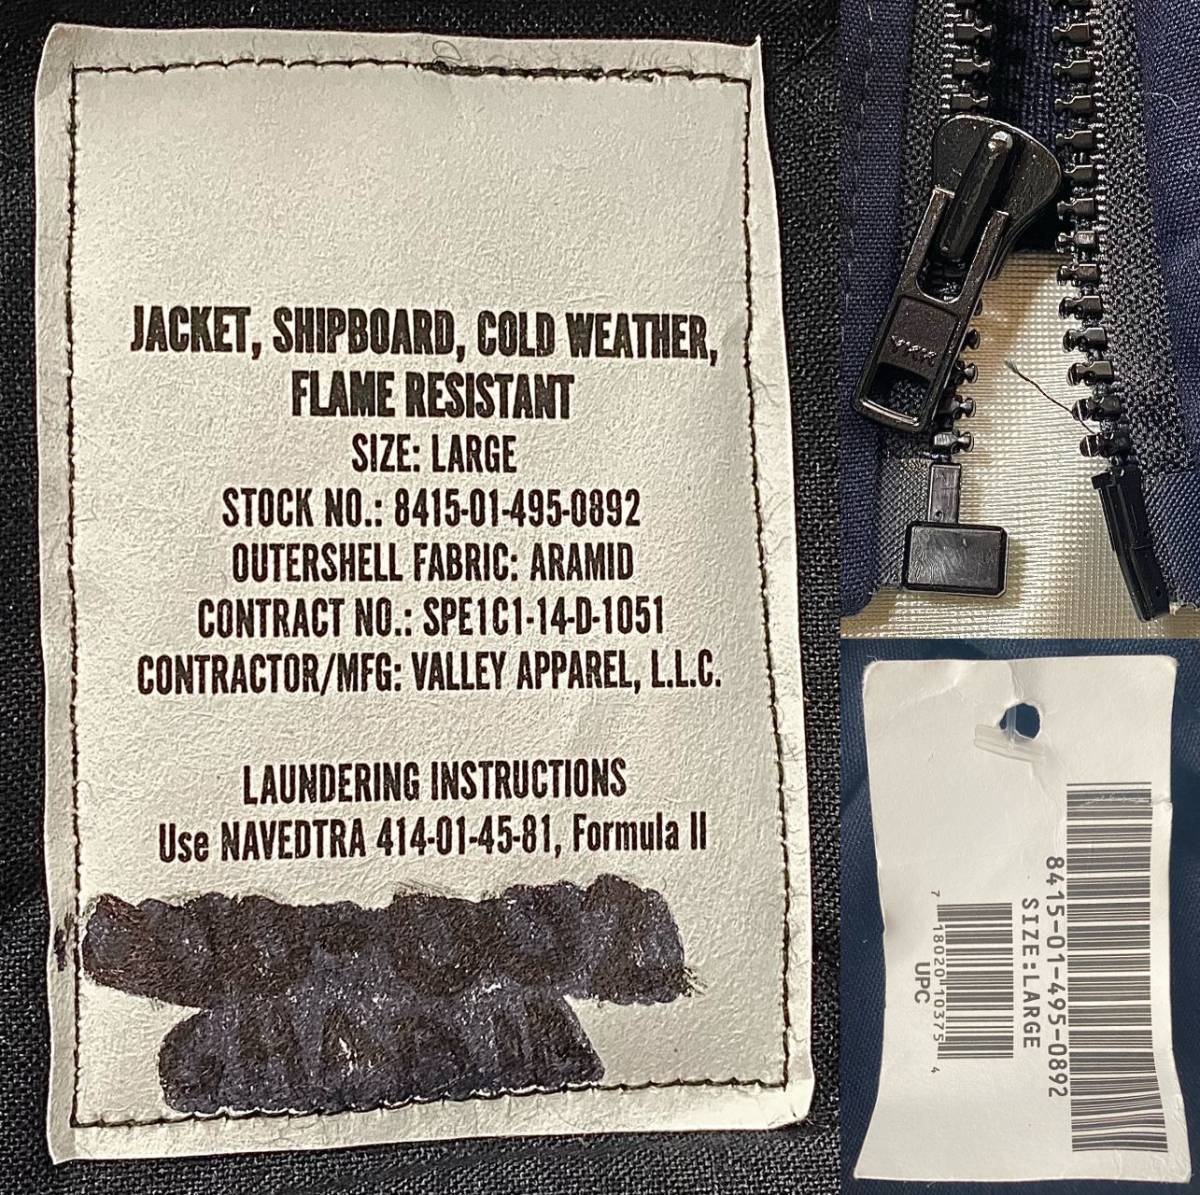 JACKET, SHIPBOARD, COLD WEATHER,
FLAME RESISTANT
SIZE: LARGE
STOCK NO.: 8415-01-495-0892
OUTERSHELL FABRIC: ARAMID
CONTRACT NO.: SPE1C1-14-D-1051
CONTRACTOR/MFG: VALLEY APPAREL, L.L.C.
LAUNDERING INSTRUCTIONS
Use NAVEDTRA 414-01-45-81, Formula II
8415-01-495-0892
SIZE:LARGE
7 18020 10375 4
UPC